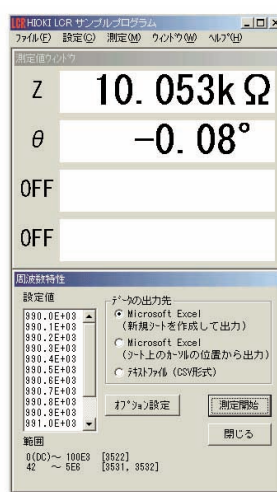 HIOKI LCR サンプルプログラム
ファイル(F) 設定(C) 測定(M) ウィンドウ(W) ヘルプ(H)
測定値ウィンドウ
Z 10.053kΩ
θ -0.08°
OFF
OFF
周波数特性
設定値
990.0E+03
990.1E+03
990.2E+03
990.3E+03
990.4E+03
990.5E+03
990.6E+03
990.7E+03
990.8E+03
990.9E+03
991.0E+03
データの出力先
Microsoft Excel
(新規シートを作成して出力)
Microsoft Excel
(シート上のカーソルの位置から出力)
テキストファイル (CSV形式)
オプション設定
測定開始
閉じる
範囲
0(DC)～ 100E3 [3522]
42 ～ 5E6 [3531, 3532]